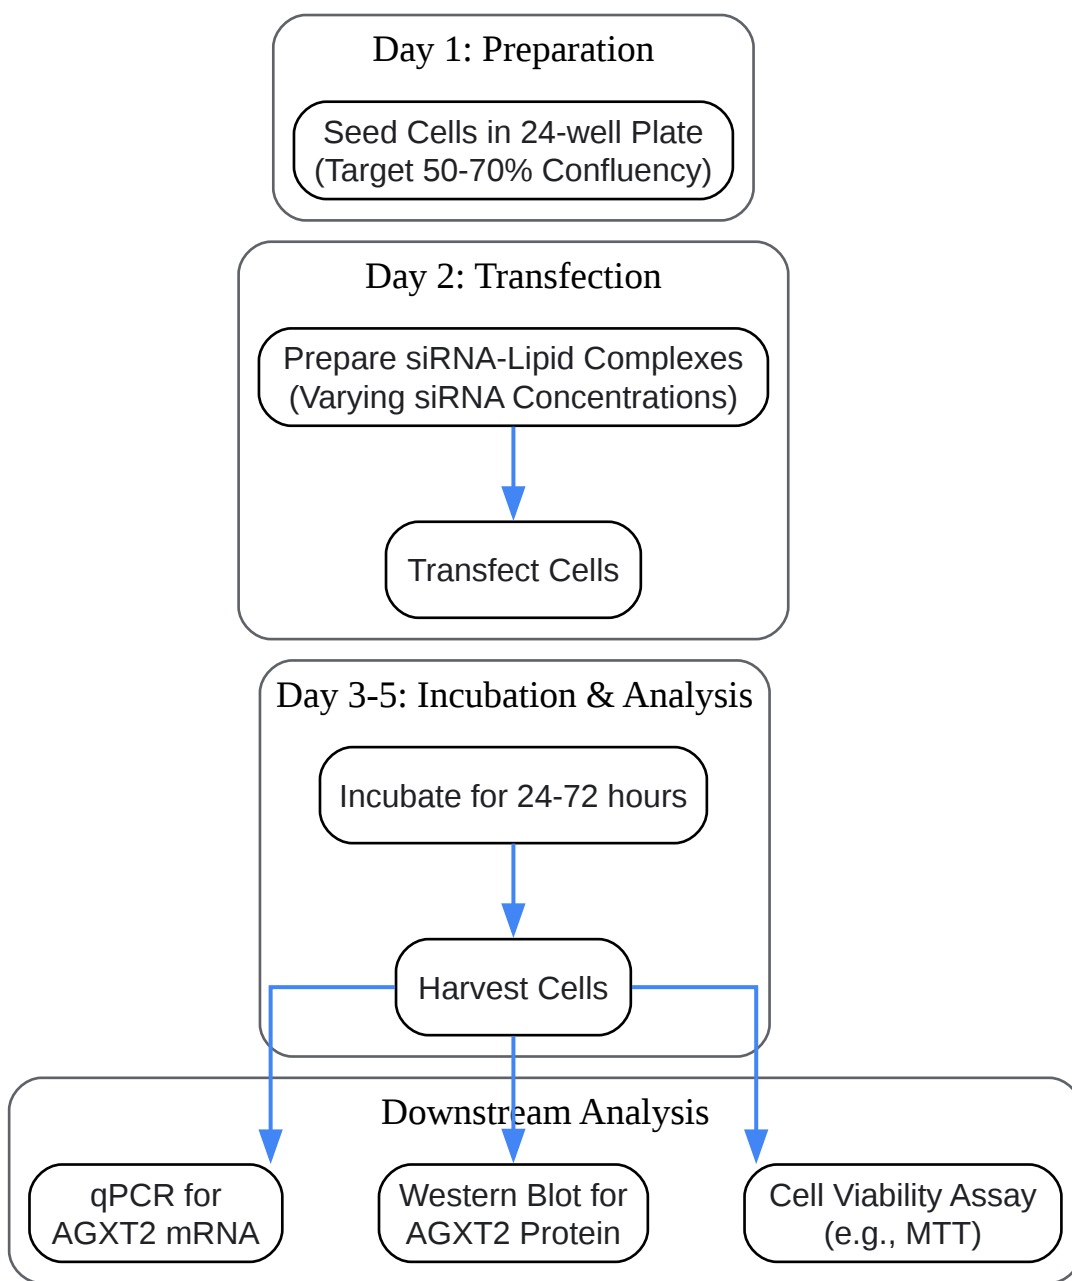 Day 1: Preparation
Seed Cells in 24-well Plate
(Target 50-70% Confluency)
Day 2: Transfection
Prepare siRNA-Lipid Complexes
(Varying siRNA Concentrations)
Transfect Cells
Day 3-5: Incubation & Analysis
Incubate for 24-72 hours
Harvest Cells
Downstream Analysis
qPCR for
AGXT2 mRNA
Western Blot for
AGXT2 Protein
Cell Viability Assay
(e.g., MTT)